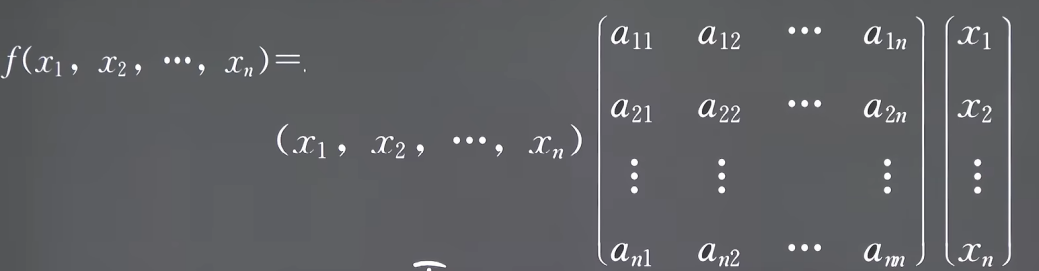 f(x₁, x₂, ⋯, xₙ)=
(x₁, x₂, ⋯, xₙ)
a₁₁ a₁₂ ⋯ a₁ₙ x₁
a₂₁ a₂₂ ⋯ a₂ₙ x₂
⋮ ⋮ ⋮ ⋮
aₙ₁ aₙ₂ ⋯ aₙₙ xₙ